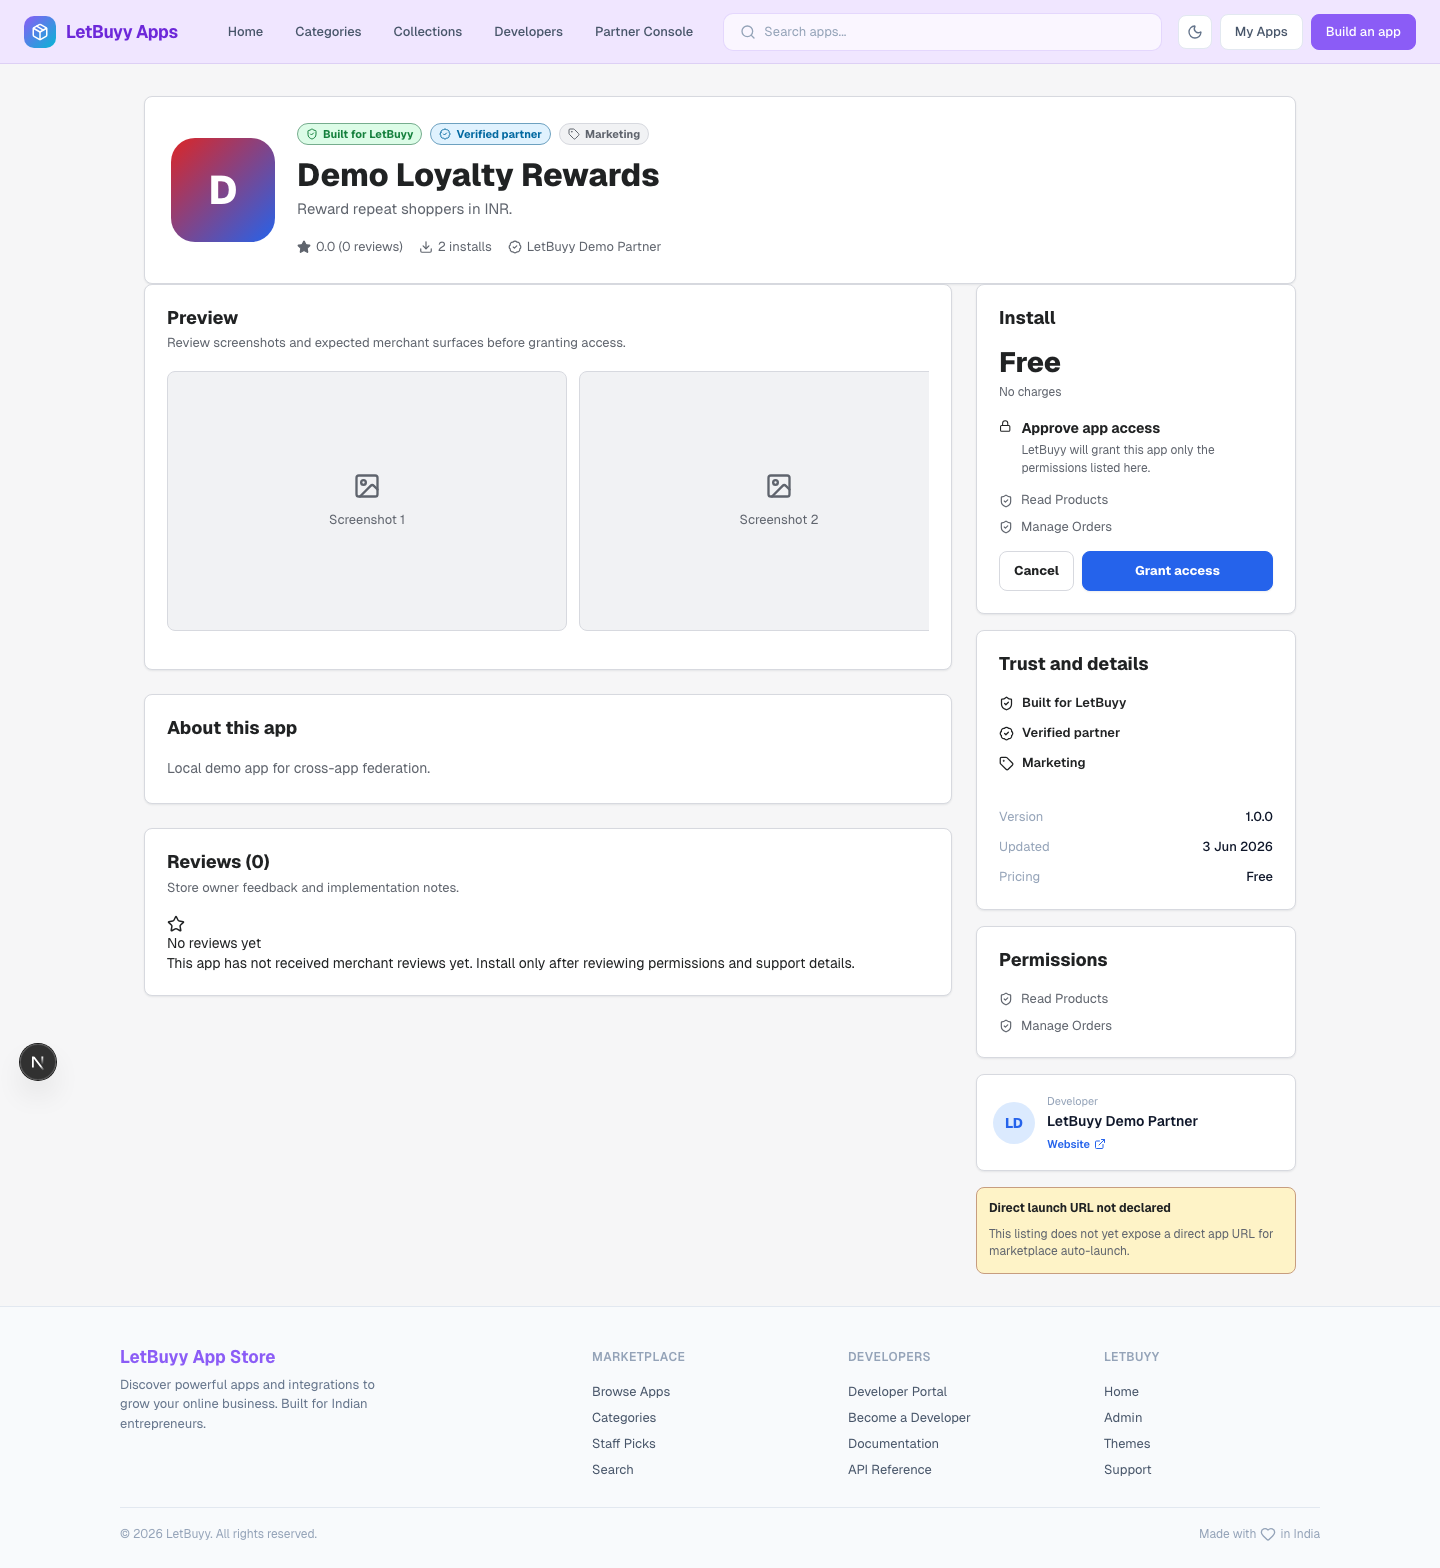 LetBuyy Apps
Home
Categories
Collections
Developers
Partner Console
Search apps...
My Apps
Build an app
Built for LetBuyy
Verified partner
Marketing
D
Demo Loyalty Rewards
Reward repeat shoppers in INR.
0.0 (0 reviews)
2 installs
LetBuyy Demo Partner
Preview
Review screenshots and expected merchant surfaces before granting access.
Screenshot 1
Screenshot 2
About this app
Local demo app for cross-app federation.
Reviews (0)
Store owner feedback and implementation notes.
No reviews yet
This app has not received merchant reviews yet. Install only after reviewing permissions and support details.
Install
Free
No charges
Approve app access
LetBuyy will grant this app only the
permissions listed here.
Read Products
Manage Orders
Cancel
Grant access
Trust and details
Built for LetBuyy
Verified partner
Marketing
Version 1.0.0
Updated 3 Jun 2026
Pricing Free
Permissions
Read Products
Manage Orders
LD
Developer
LetBuyy Demo Partner
Website
Direct launch URL not declared
This listing does not yet expose a direct app URL for
marketplace auto-launch.
N
LetBuyy App Store
Discover powerful apps and integrations to
grow your online business. Built for Indian
entrepreneurs.
MARKETPLACE
Browse Apps
Categories
Staff Picks
Search
DEVELOPERS
Developer Portal
Become a Developer
Documentation
API Reference
LETBUYY
Home
Admin
Themes
Support
© 2026 LetBuyy. All rights reserved.
Made with in India